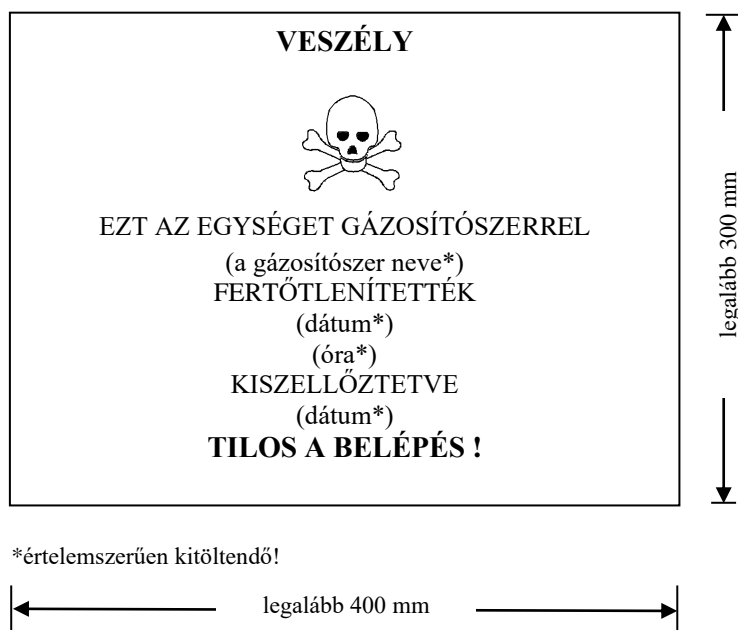 VESZÉLY
EZT AZ EGYSÉGET GÁZOSÍTÓSZERREL
(a gázosítószer neve*)
FERTŐTLENÍTETTÉK
(dátum*)
(óra*)
KISZELLŐZTETVE
(dátum*)
TILOS A BELÉPÉS !
legalább 300 mm
*értelemszerűen kitöltendő!
legalább 400 mm